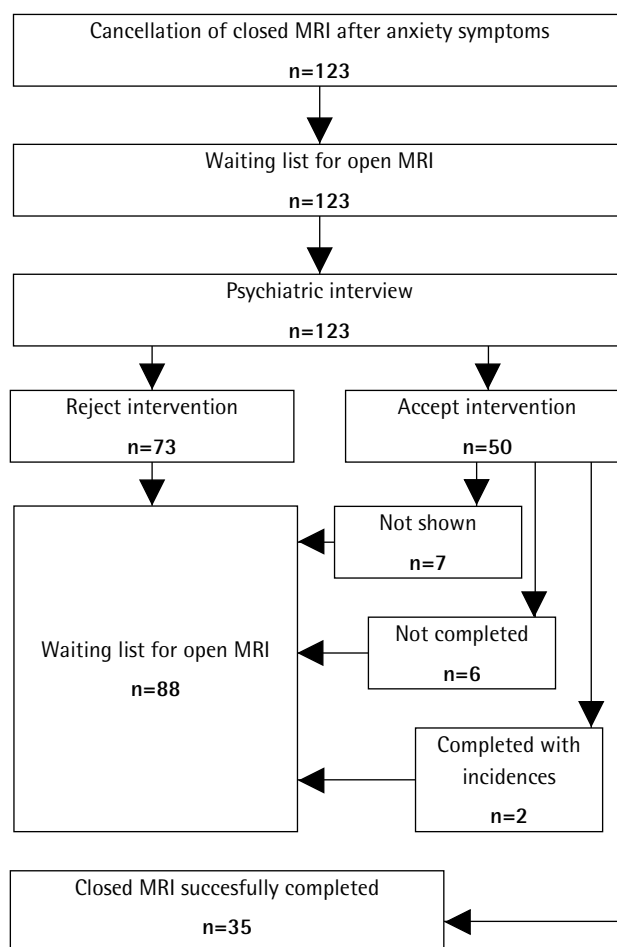 Cancellation of closed MRI after anxiety symptoms
n=123
Waiting list for open MRI
n=123
Psychiatric interview
n=123
Reject intervention
n=73
Accept intervention
n=50
Not shown
n=7
Not completed
n=6
Waiting list for open MRI
n=88
Completed with
incidences
n=2
Closed MRI succesfully completed
n=35